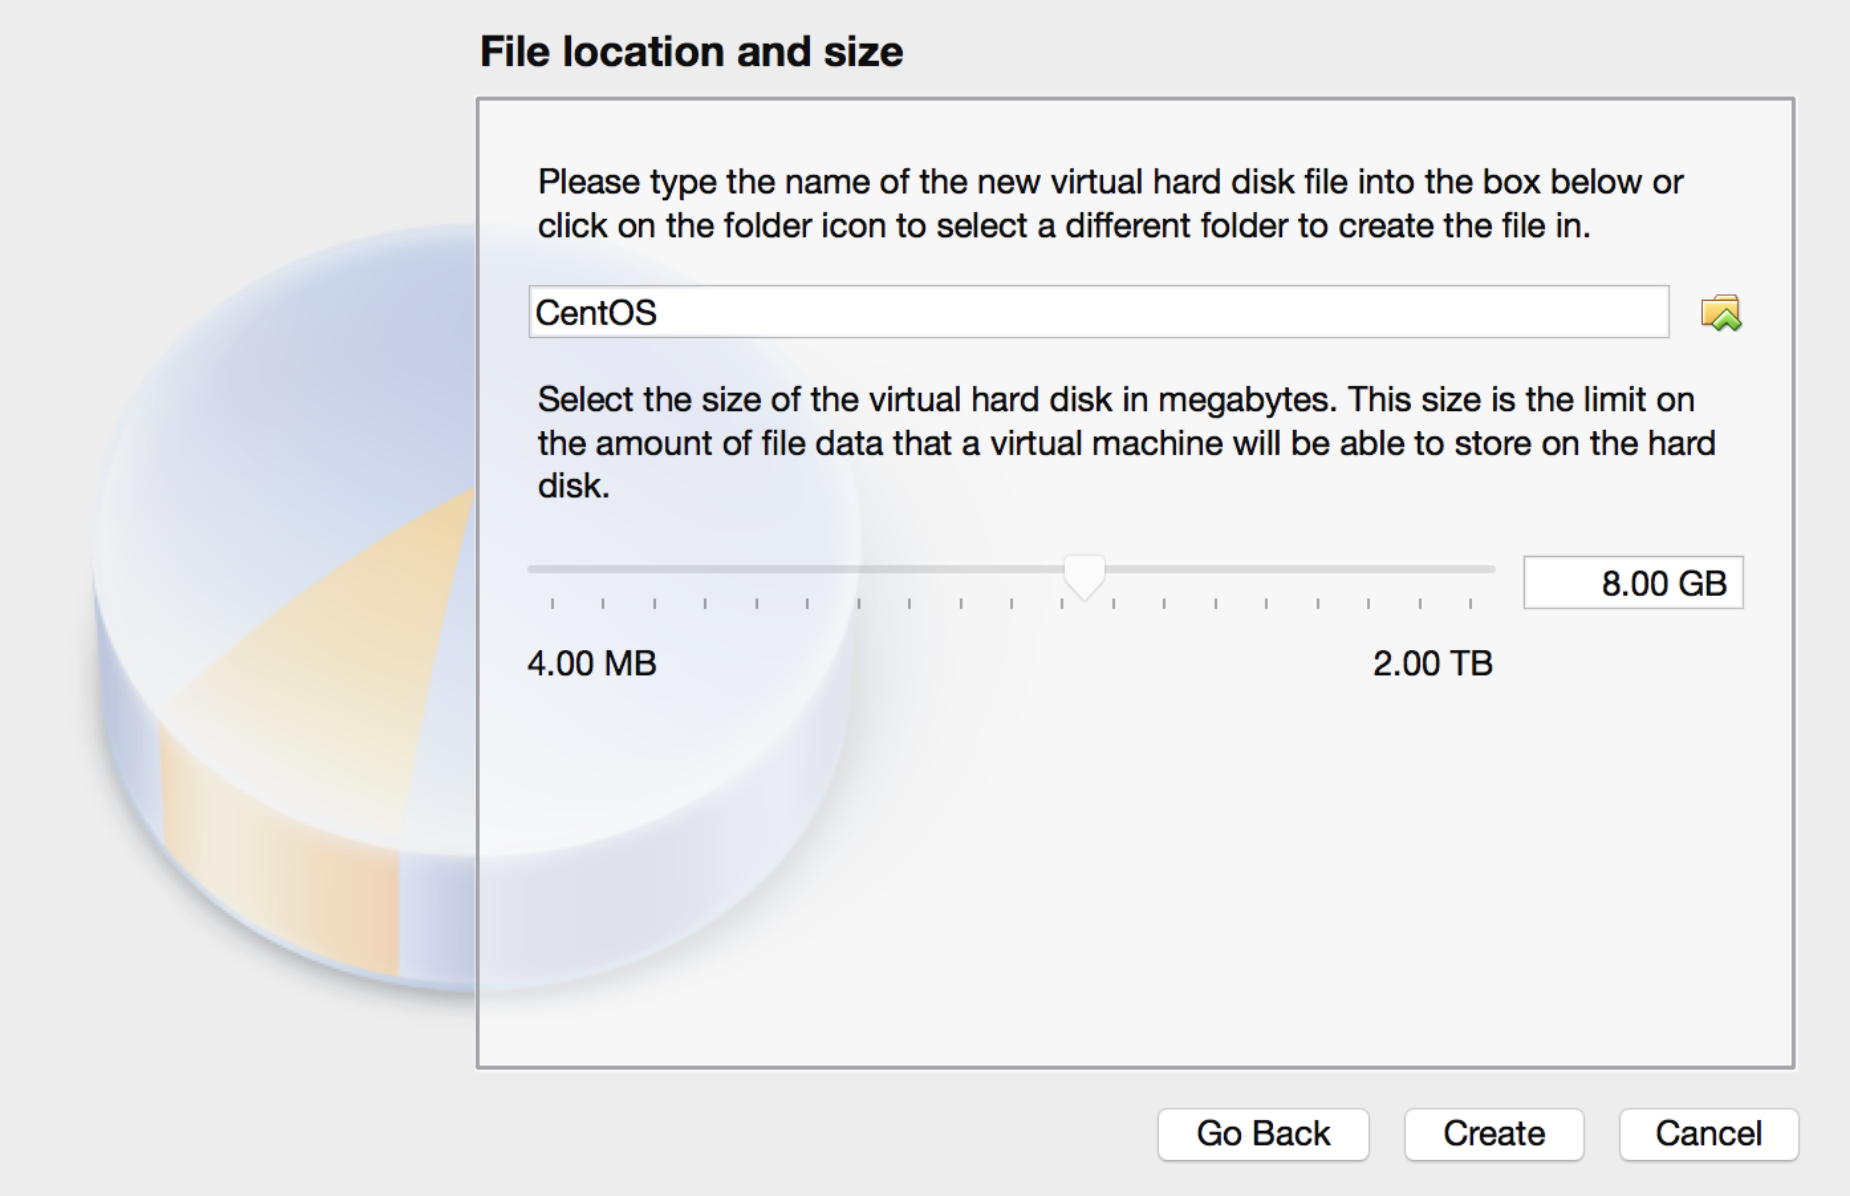 File location and size
Please type the name of the new virtual hard disk file into the box below or
click on the folder icon to select a different folder to create the file in.
CentOS
Select the size of the virtual hard disk in megabytes. This size is the limit on
the amount of file data that a virtual machine will be able to store on the hard
disk.
8.00 GB
4.00 MB
2.00 TB
Go Back
Create
Cancel